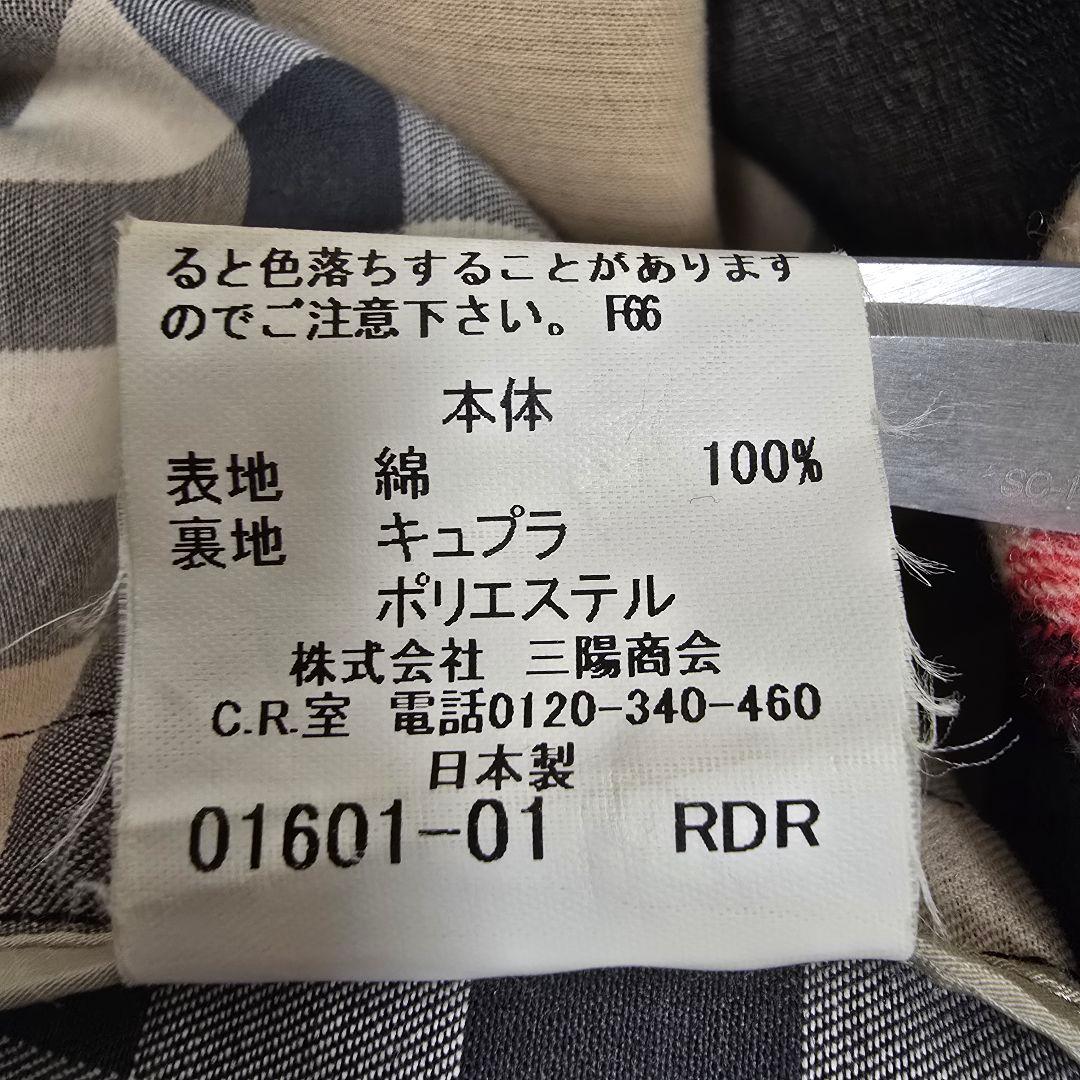 ると色落ちすることがあります
のでご注意下さい。 F66
本体
表地 綿 100%
裏地 キュプラ
ポリエステル
株式会社 三陽商会
C.R.室 電話0120-340-460
日本製
01601-01 RDR